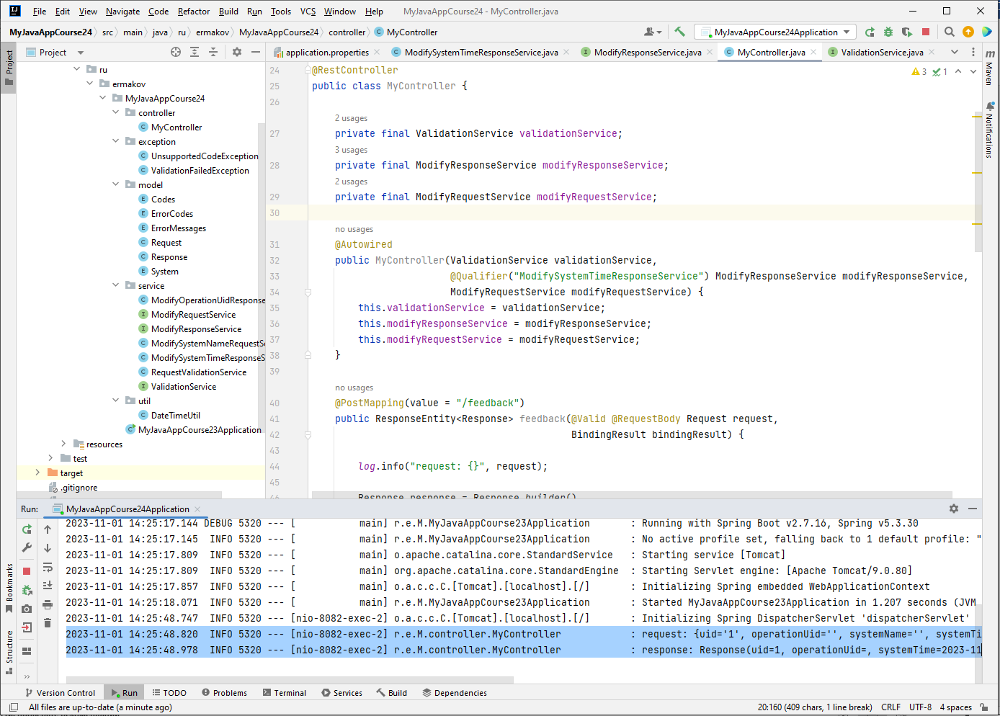 File Edit View Navigate Code Refactor Build Run Tools VCS Window Help MyJavaAppCourse24 - MyController.java
MyJavaAppCourse24 src main java ru ermakov MyJavaAppCourse24 controller MyController MyJavaAppCourse24Application
Project
application.properties ModifySystemTimeResponseService.java ModifyResponseService.java MyController.java ValidationService.java
Project
ru
ermakov
MyJavaAppCourse24
controller
MyController
exception
UnsupportedCodeException
ValidationFailedException
model
Codes
ErrorCodes
ErrorMessages
Request
Response
System
service
ModifyOperationUidResponse
ModifyRequestService
ModifyResponseService
ModifySystemNameRequestSe
ModifySystemTimeResponseS
RequestValidationService
ValidationService
util
DateTimeUtil
MyJavaAppCourse23Application
resources
test
target
.gitignore
3 1
24 @RestController
25 public class MyController {
26
2 usages
27 private final ValidationService validationService;
3 usages
28 private final ModifyResponseService modifyResponseService;
2 usages
29 private final ModifyRequestService modifyRequestService;
30
no usages
31 @Autowired
32 public MyController(ValidationService validationService,
33 @Qualifier("ModifySystemTimeResponseService") ModifyResponseService modifyResponseService,
34 ModifyRequestService modifyRequestService) {
35 this.validationService = validationService;
36 this.modifyResponseService = modifyResponseService;
37 this.modifyRequestService = modifyRequestService;
38 }
39
no usages
40 @PostMapping(value = "/feedback")
41 public ResponseEntity<Response> feedback(@Valid @RequestBody Request request,
42 BindingResult bindingResult) {
43
44 log.info("request: {}", request);
45
46 Response response = Response.builder()
m Maven
Notifications
Run: MyJavaAppCourse24Application
2023-11-01 14:25:17.144 DEBUG 5320 --- [ main] r.e.M.MyJavaAppCourse23Application : Running with Spring Boot v2.7.16, Spring v5.3.30
2023-11-01 14:25:17.145 INFO 5320 --- [ main] r.e.M.MyJavaAppCourse23Application : No active profile set, falling back to 1 default profile: "
2023-11-01 14:25:17.809 INFO 5320 --- [ main] o.apache.catalina.core.StandardService : Starting service [Tomcat]
2023-11-01 14:25:17.809 INFO 5320 --- [ main] org.apache.catalina.core.StandardEngine : Starting Servlet engine: [Apache Tomcat/9.0.80]
2023-11-01 14:25:17.857 INFO 5320 --- [ main] o.a.c.c.C.[Tomcat].[localhost].[/] : Initializing Spring embedded WebApplicationContext
2023-11-01 14:25:18.071 INFO 5320 --- [ main] r.e.M.MyJavaAppCourse23Application : Started MyJavaAppCourse23Application in 1.207 seconds (JVM
2023-11-01 14:25:48.747 INFO 5320 --- [nio-8082-exec-2] o.a.c.c.C.[Tomcat].[localhost].[/] : Initializing Spring DispatcherServlet 'dispatcherServlet'
2023-11-01 14:25:48.820 INFO 5320 --- [nio-8082-exec-2] r.e.M.controller.MyController : request: {uid='1', operationUid='', systemName='', systemTi
2023-11-01 14:25:48.978 INFO 5320 --- [nio-8082-exec-2] r.e.M.controller.MyController : response: Response(uid=1, operationUid=, systemTime=2023-11
Bookmarks
Structure
Version Control Run TODO Problems Terminal Services Build Dependencies
All files are up-to-date (a minute ago) 20:160 (409 chars, 1 line break) CRLF UTF-8 4 spaces